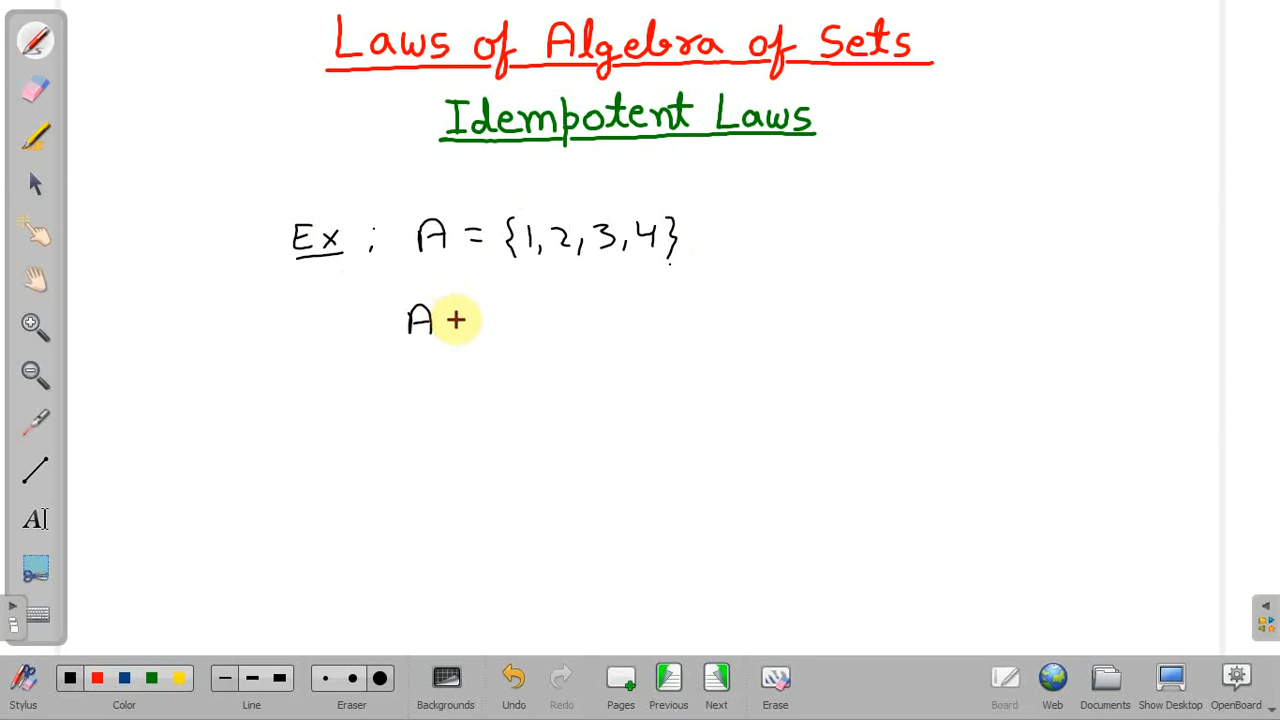 Laws of Algebra of Sets
Idempotent Laws
Ex : A = {1, 2, 3, 4}
A
Stylus
Color
Line
Eraser
Backgrounds
Undo
Redo
Pages
Previous
Next
Erase
Board
Web
Documents
Show Desktop
OpenBoard